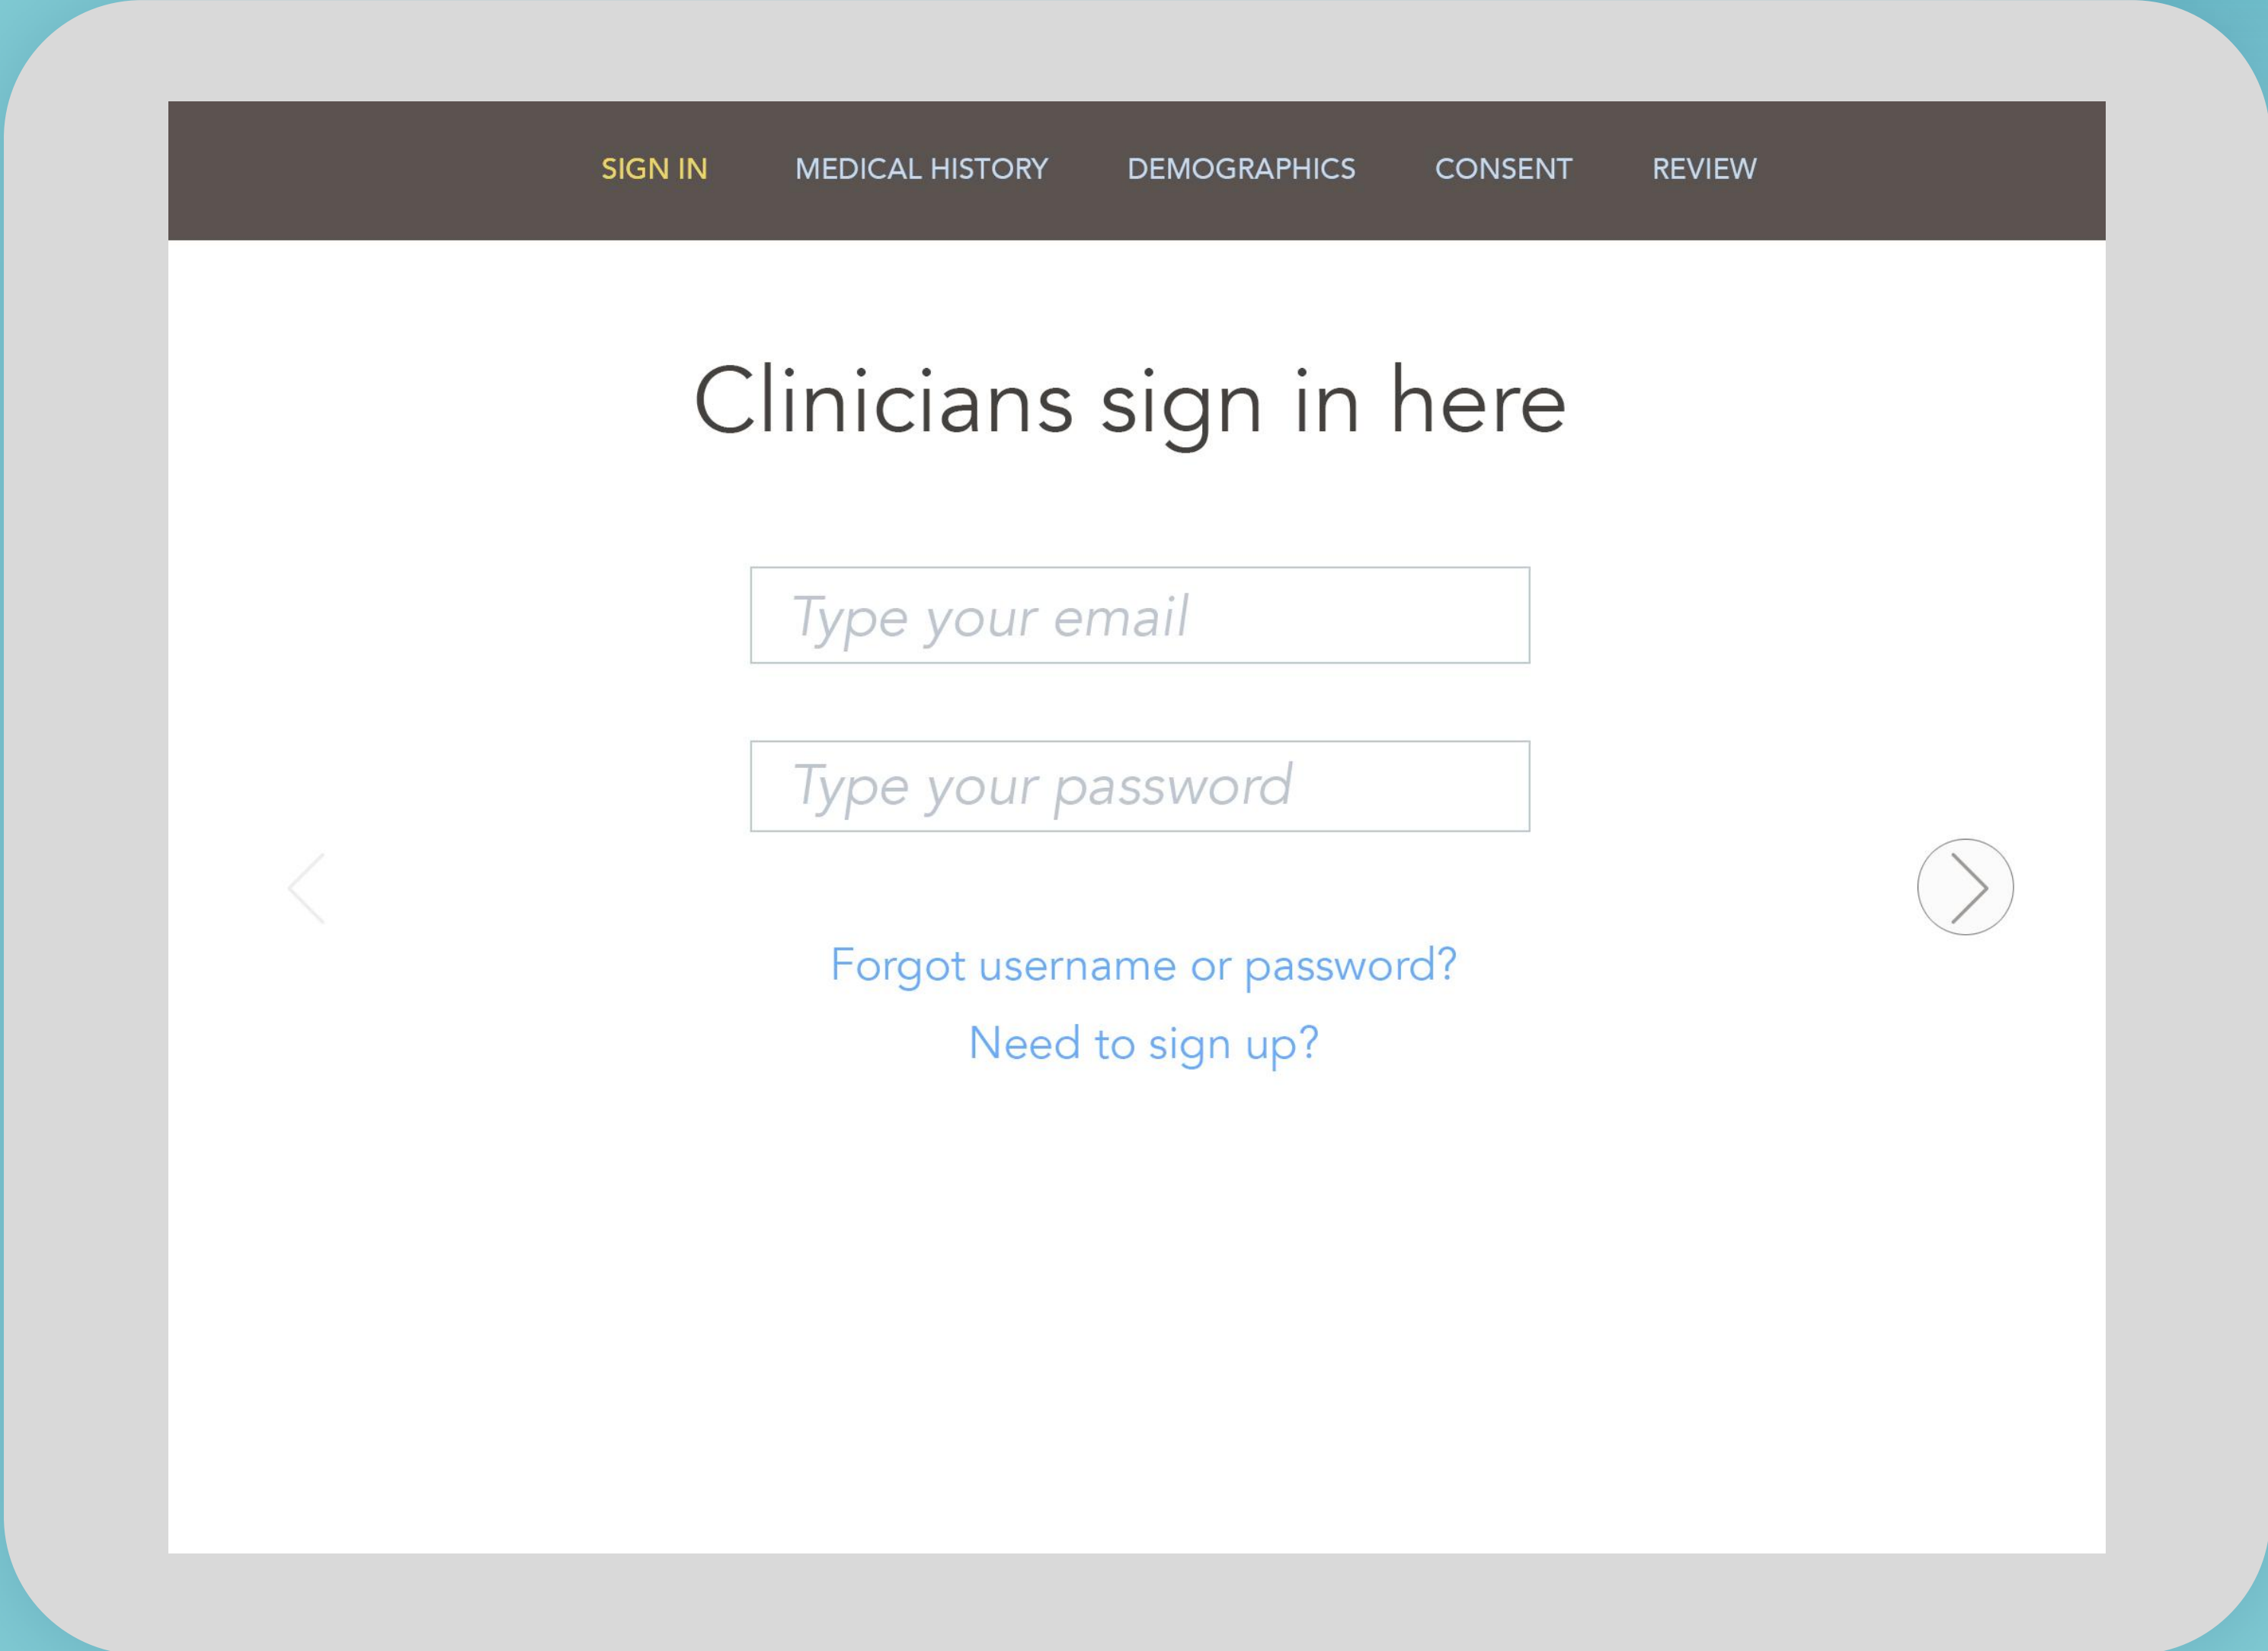 SIGN IN MEDICAL HISTORY DEMOGRAPHICS CONSENT REVIEW
Clinicians sign in here
Type your email
Type your password
Forgot username or password?
Need to sign up?